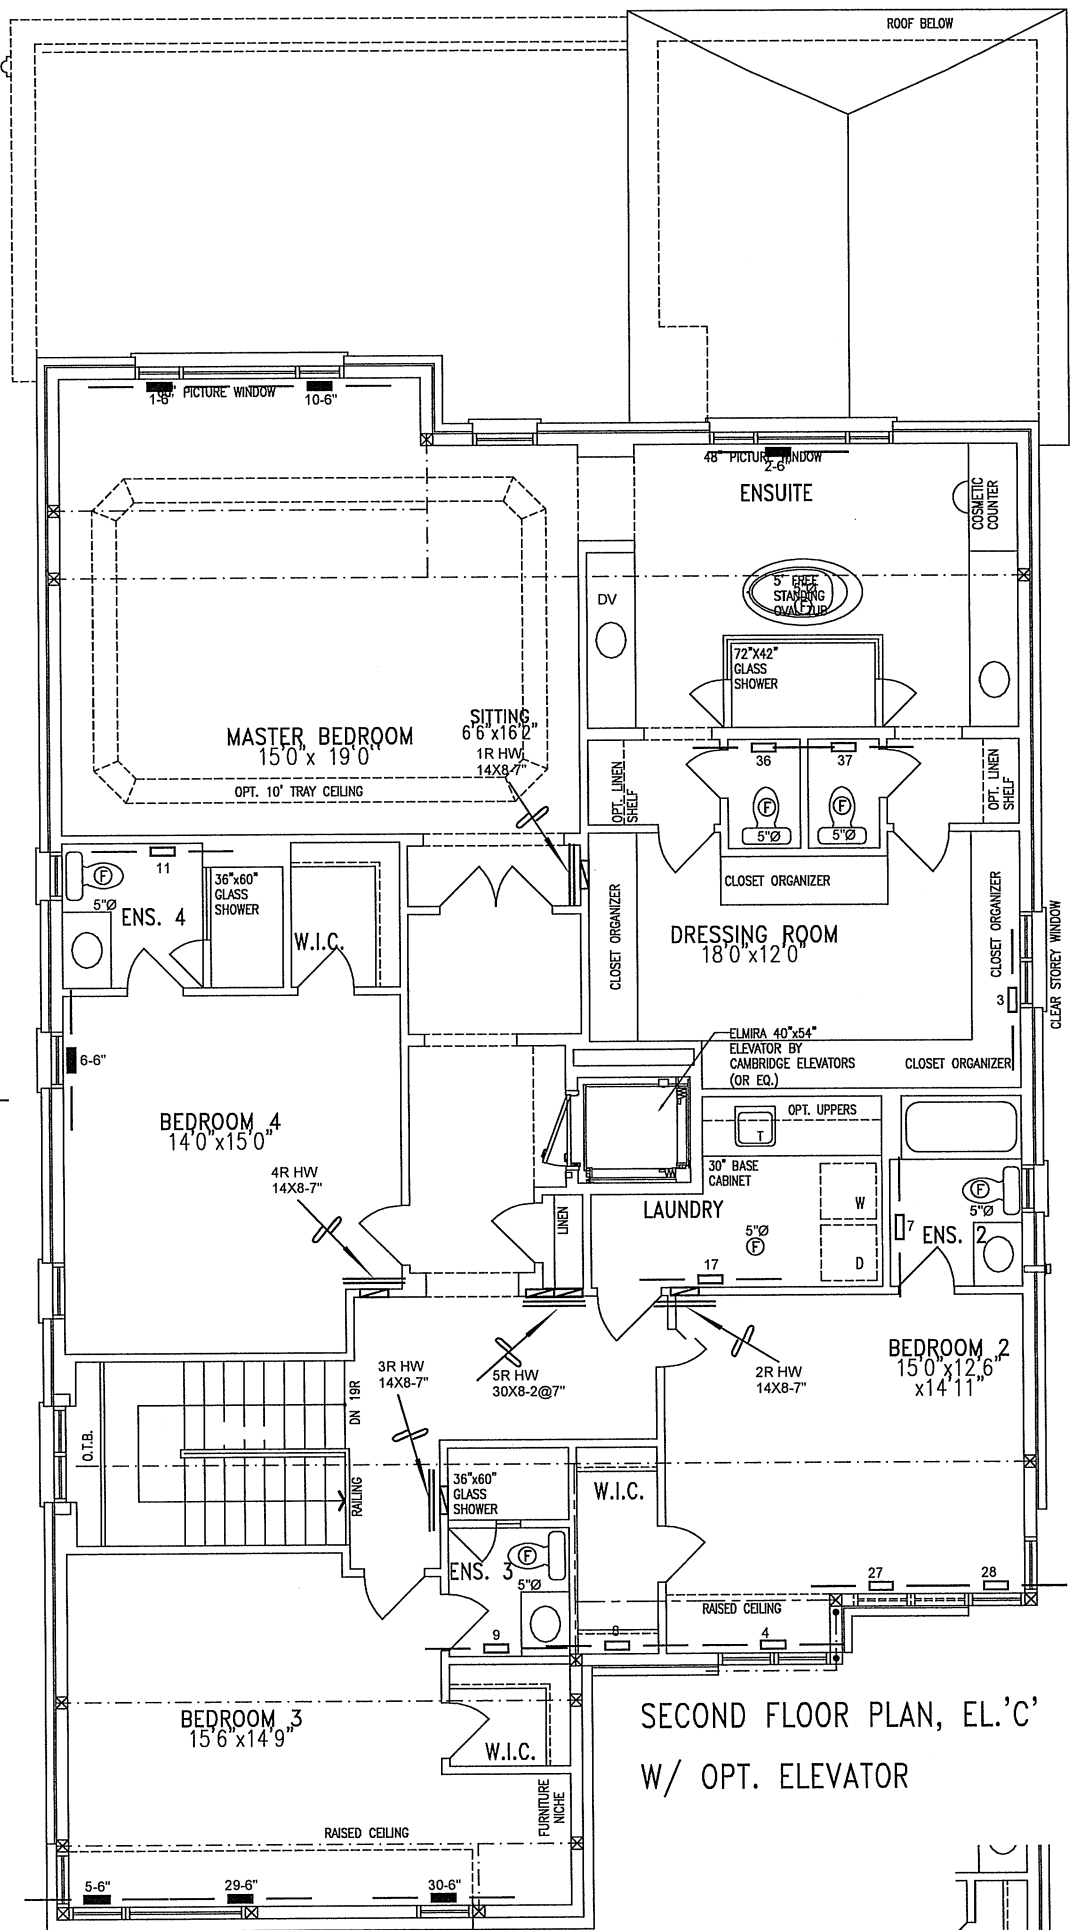 ROOF BELOW
PICTURE WINDOW
1-6"
10-6"
48" PICTURE WINDOW
2-6"
ENSUITE
COSMETIC
COUNTER
DV
5' FREE
STANDING
OVAL TUB
5"Ø
F
72"X42"
GLASS
SHOWER
MASTER BEDROOM
15'0"x 19'0"
SITTING
6'6"x16'2"
1R HW
14X8-7"
OPT. 10' TRAY CEILING
OPT. LINEN
SHELF
36
37
F
F
5"Ø
5"Ø
OPT. LINEN
SHELF
11
F
5"Ø
ENS. 4
36"x60"
GLASS
SHOWER
W.I.C.
CLOSET ORGANIZER
CLOSET ORGANIZER
DRESSING ROOM
18'0"x12'0"
CLOSET ORGANIZER
3
CLEAR STOREY WINDOW
6-6"
ELMIRA 40"x54"
ELEVATOR BY
CAMBRIDGE ELEVATORS
(OR EQ.)
CLOSET ORGANIZER
BEDROOM 4
14'0"x15'0"
OPT. UPPERS
T
30" BASE
CABINET
4R HW
14X8-7"
LINEN
LAUNDRY
W
D
5"Ø
F
17
F
5"Ø
7
ENS. 2
3R HW
14X8-7"
5R HW
30X8-2@7"
2R HW
14X8-7"
BEDROOM 2
15'0"x12'6"
x14'11"
DN 19R
O.T.B.
RAILING
36"x60"
GLASS
SHOWER
W.I.C.
F
ENS. 3
5"Ø
27
28
RAISED CEILING
9
4
BEDROOM 3
15'6"x14'9"
W.I.C.
SECOND FLOOR PLAN, EL.'C'
W/ OPT. ELEVATOR
FURNITURE
NICHE
RAISED CEILING
5-6"
29-6"
30-6"